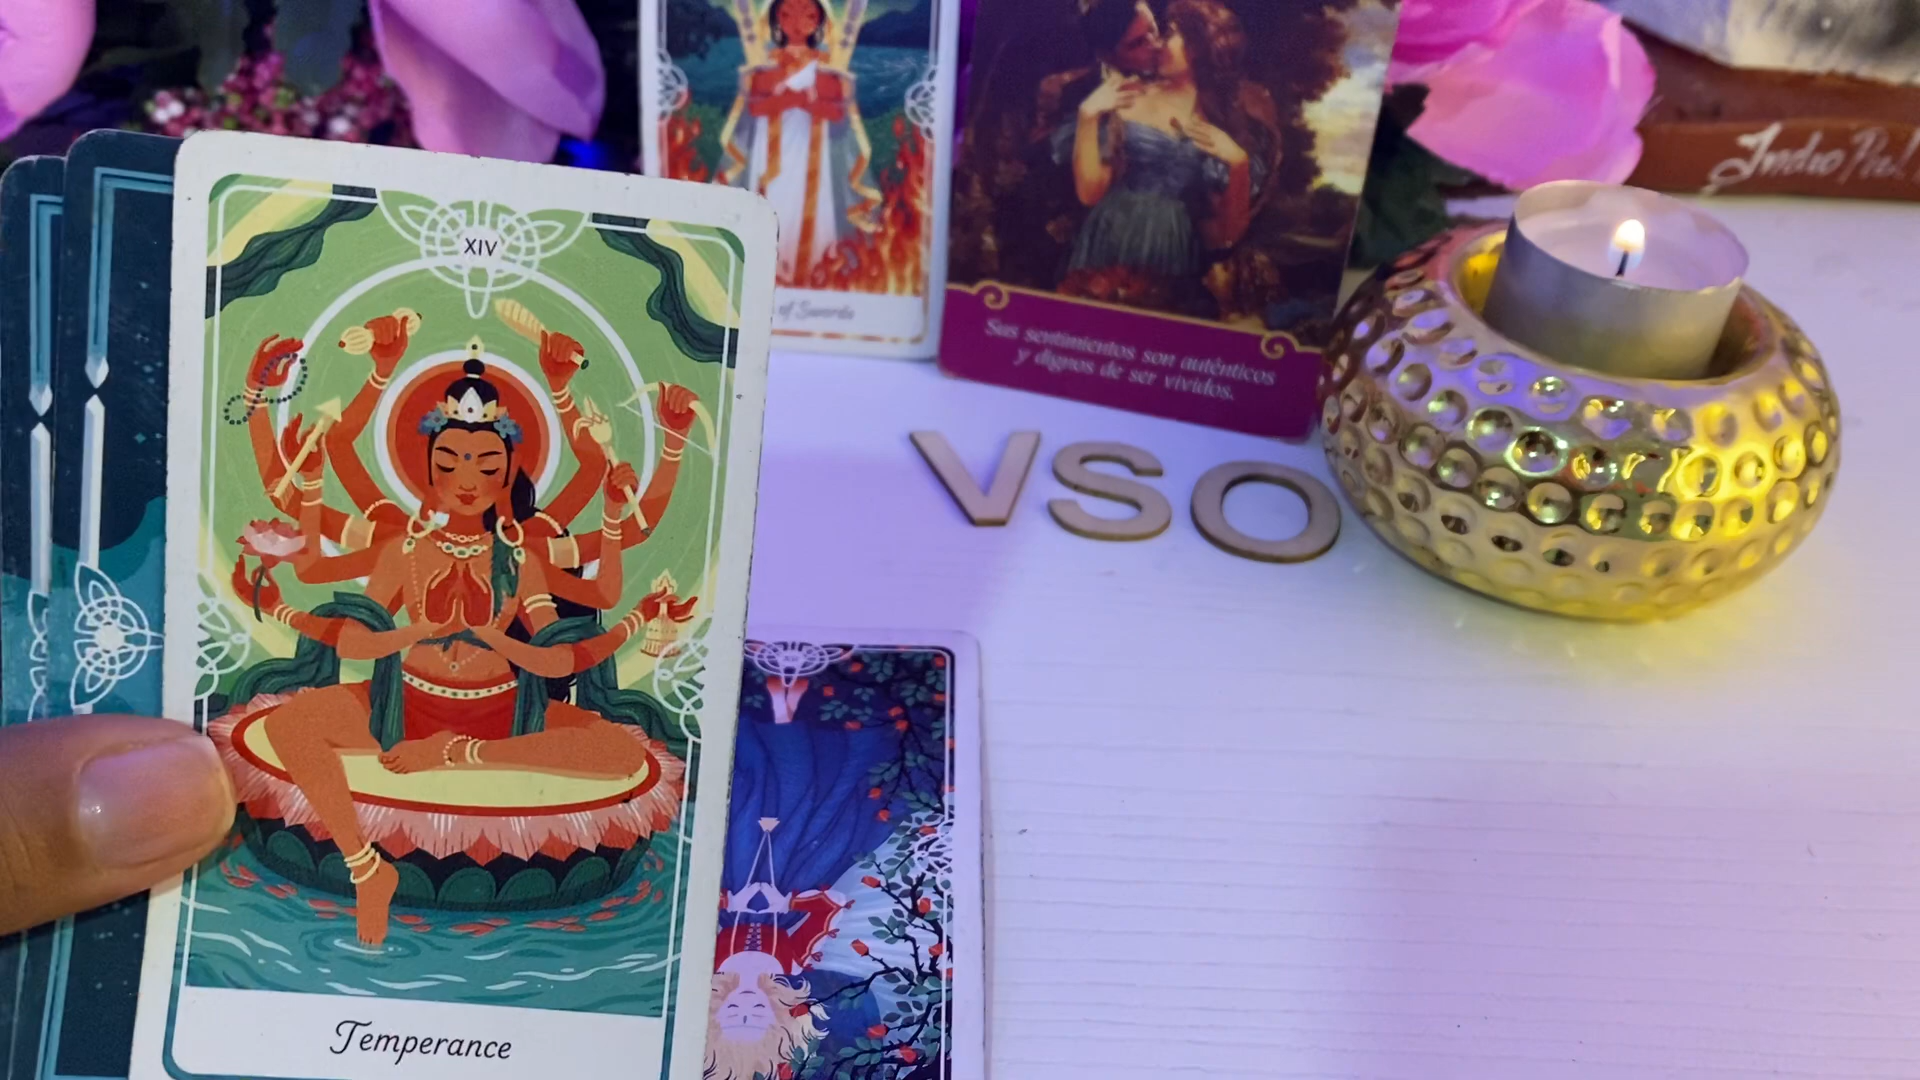 XIV
Temperance
of Swords
Sus sentimientos son auténticos
y dignos de ser vividos.
VSO